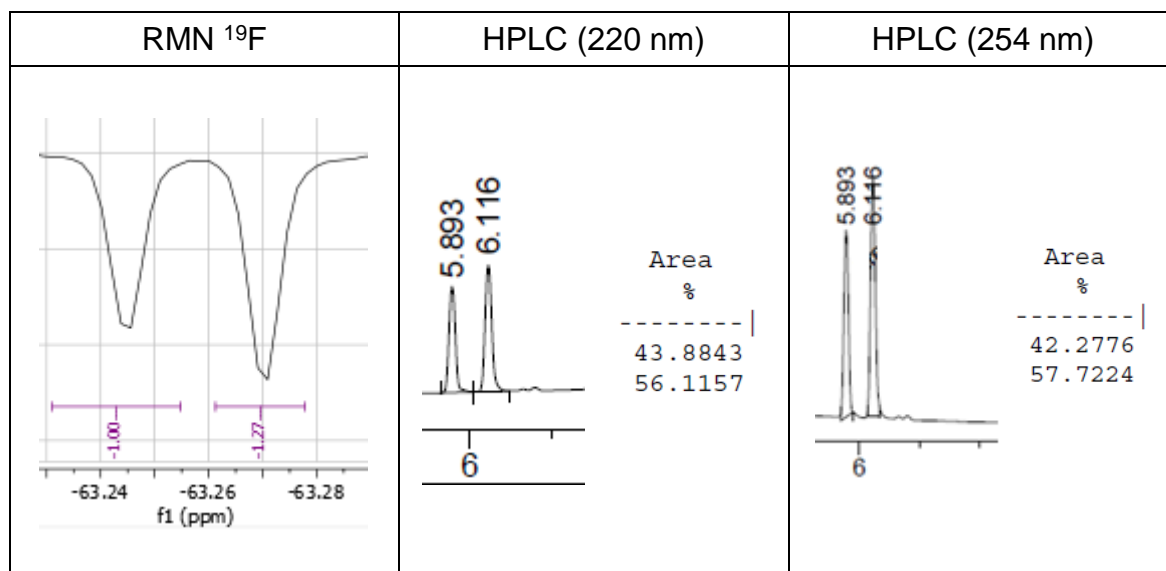 RMN ¹⁹F
HPLC (220 nm)
HPLC (254 nm)
-1.00
-1.27
-63.24 -63.26 -63.28
f1 (ppm)
5.893
6.116
6
Area
%
--------|
43.8843
56.1157
5.893
6.116
6
Area
%
--------|
42.2776
57.7224